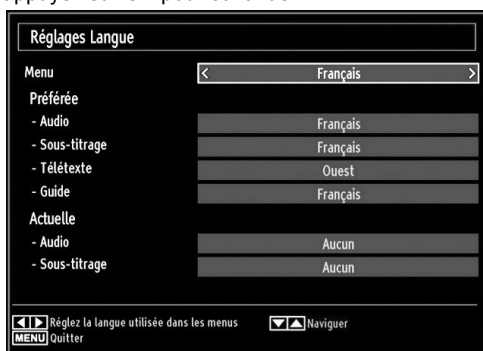 Réglages Langue
Menu < Français >
Préférée
- Audio Français
- Sous-titrage Français
- Télétexte Ouest
- Guide Français
Actuelle
- Audio Aucun
- Sous-titrage Aucun
Réglez la langue utilisée dans les menus Naviguer
MENU Quitter